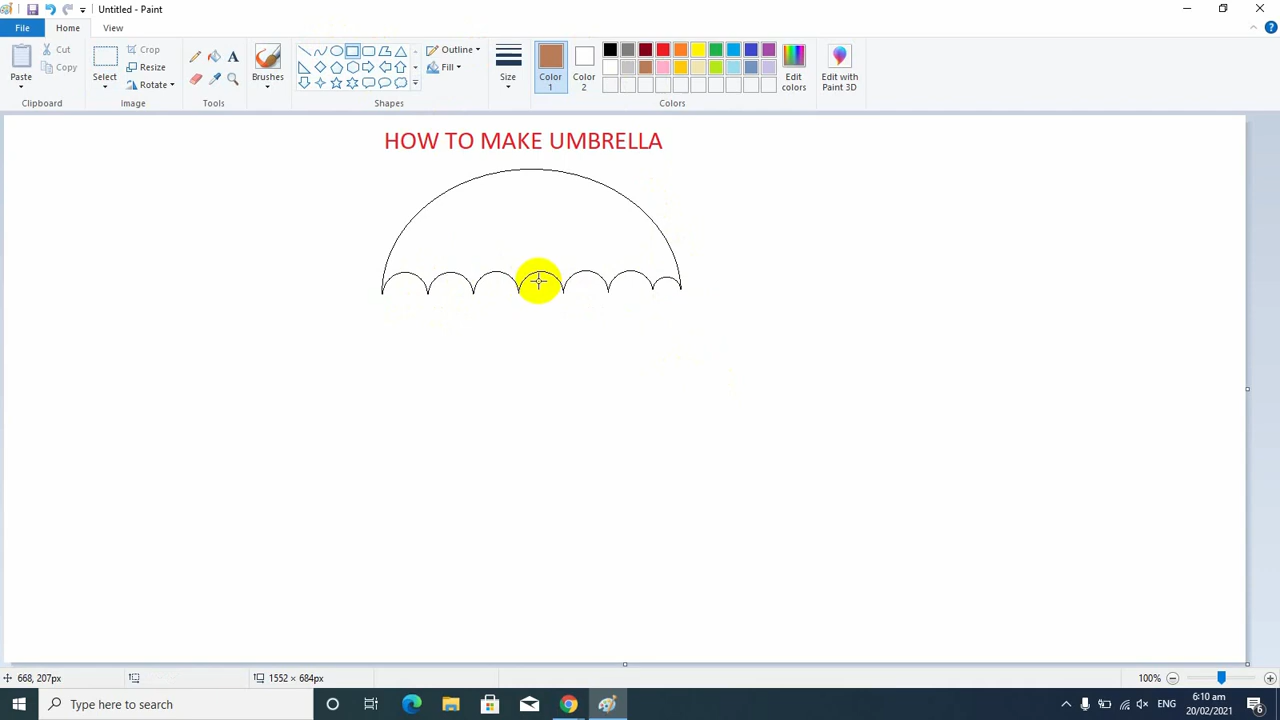 Untitled - Paint
File
Home
View
Paste
Cut
Copy
Clipboard
Select
Crop
Resize
Rotate
Image
Tools
Brushes
Outline
Fill
Shapes
Size
Color
1
Color
2
Edit
colors
Edit with
Paint 3D
Colors
HOW TO MAKE UMBRELLA
668, 207px
1552 × 684px
100%
Type here to search
ENG
6:10 am
20/02/2021
6